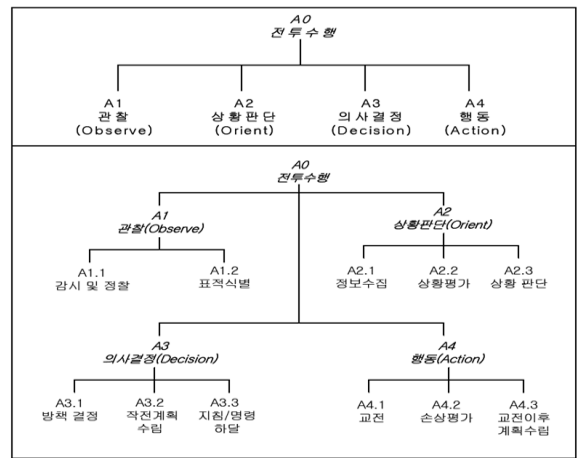 A0
전 투 수 행
A1 A2 A3 A4
관 찰 상 황 판 단 의 사 결 정 행 동
(Observe) (Orient) (Decision) (Action)
A0
전투수행
A1
관찰(Observe)
A2
상황판단(Orient)
A1.1 A1.2
감시 및 정찰 표적식별
A2.1 A2.2 A2.3
정보수집 상황평가 상황 판단
A3
의사결정(Decision)
A4
행동(Action)
A3.1 A3.2 A3.3
방책 결정 작전계획 지침/명령
수립 하달
A4.1 A4.2 A4.3
교전 손상평가 교전이후
계획수립